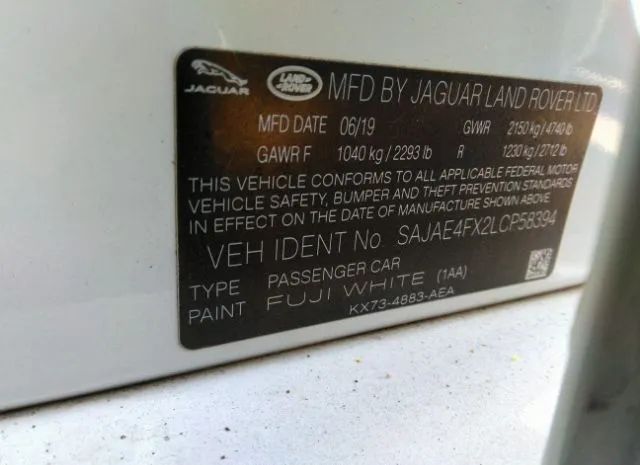 JAGUAR LAND ROVER MFD BY JAGUAR LAND ROVER LTD
MFD DATE 06/19 GVWR 2150 kg / 4740 lb
GAWR F 1040 kg / 2293 lb R 1230 kg / 2712 lb
THIS VEHICLE CONFORMS TO ALL APPLICABLE FEDERAL MOTOR
VEHICLE SAFETY, BUMPER AND THEFT PREVENTION STANDARDS
IN EFFECT ON THE DATE OF MANUFACTURE SHOWN ABOVE
VEH IDENT No SAJAE4FX2LCP58394
TYPE PASSENGER CAR
PAINT FUJI WHITE (1AA)
KX73-4883-AEA